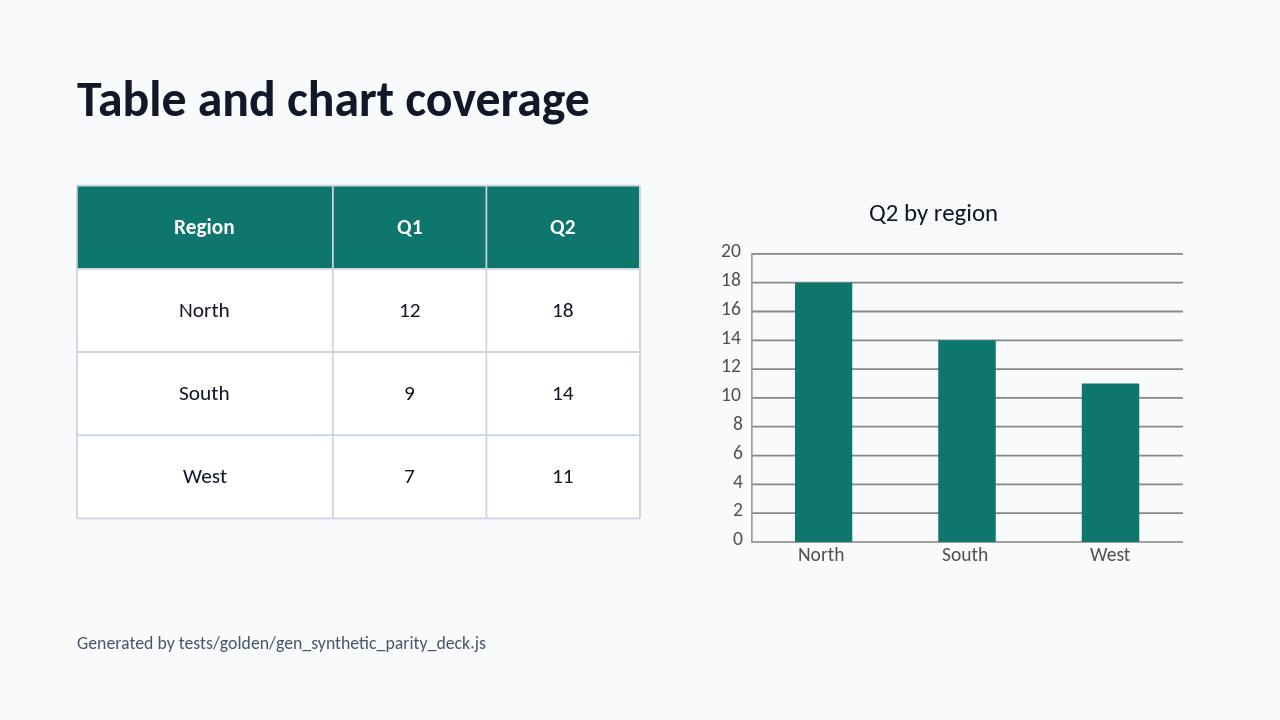 Table and chart coverage
Region Q1 Q2
North 12 18
South 9 14
West 7 11
Q2 by region
20
18
16
14
12
10
8
6
4
2
0
North South West
Generated by tests/golden/gen_synthetic_parity_deck.js